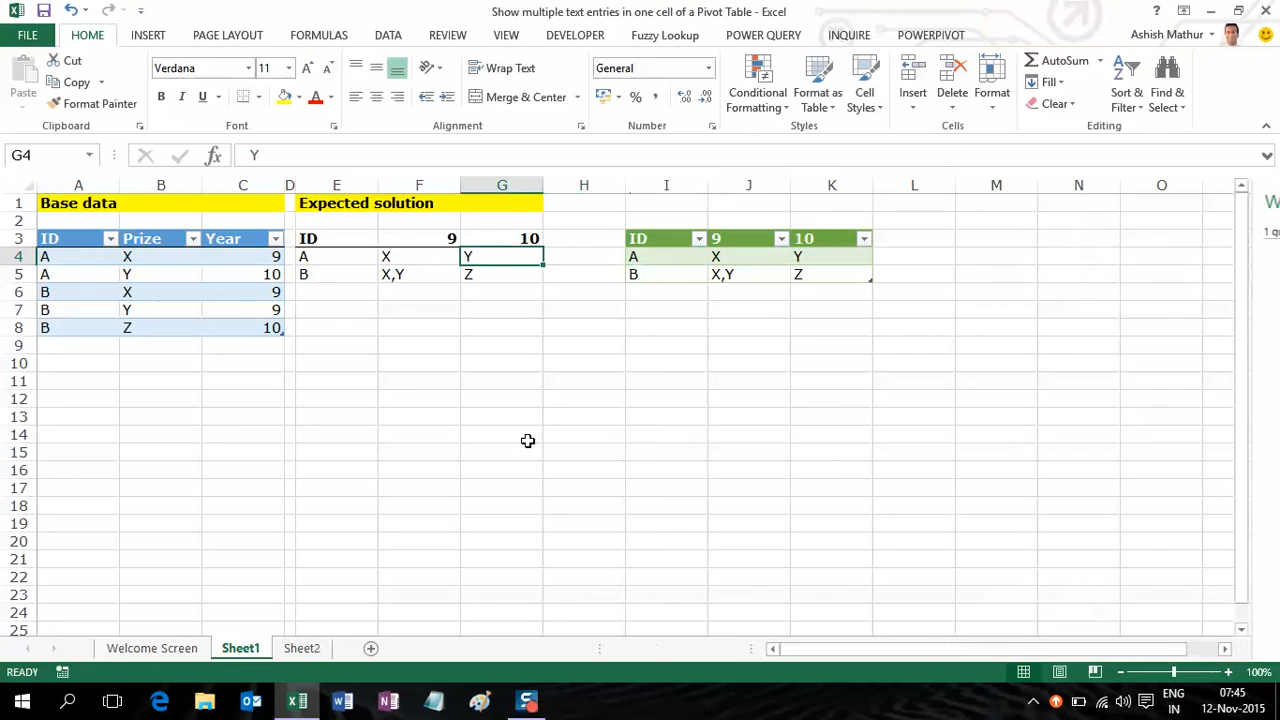 Show multiple text entries in one cell of a Pivot Table - Excel
FILE HOME INSERT PAGE LAYOUT FORMULAS DATA REVIEW VIEW DEVELOPER Fuzzy Lookup POWER QUERY INQUIRE POWERPIVOT Ashish Mathur
Cut Verdana 11 Wrap Text General AutoSum
Copy Fill
Paste Format Painter B I U A Merge & Center % Conditional Formatting Format as Table Cell Styles Insert Delete Format Clear Sort & Filter Find & Select
Clipboard Font Alignment Number Styles Cells Editing
G4 fx Y
A B C D E F G H I J K L M N O
1 Base data Expected solution
2
3 ID Prize Year ID 9 10 ID 9 10
4 A X 9 A X Y A X Y
5 A Y 10 B X,Y Z B X,Y Z
6 B X 9
7 B Y 9
8 B Z 10
9
10
11
12
13
14
15
16
17
18
19
20
21
22
23
24
25
Welcome Screen Sheet1 Sheet2
READY 100%
ENG 07:45
IN 12-Nov-2015